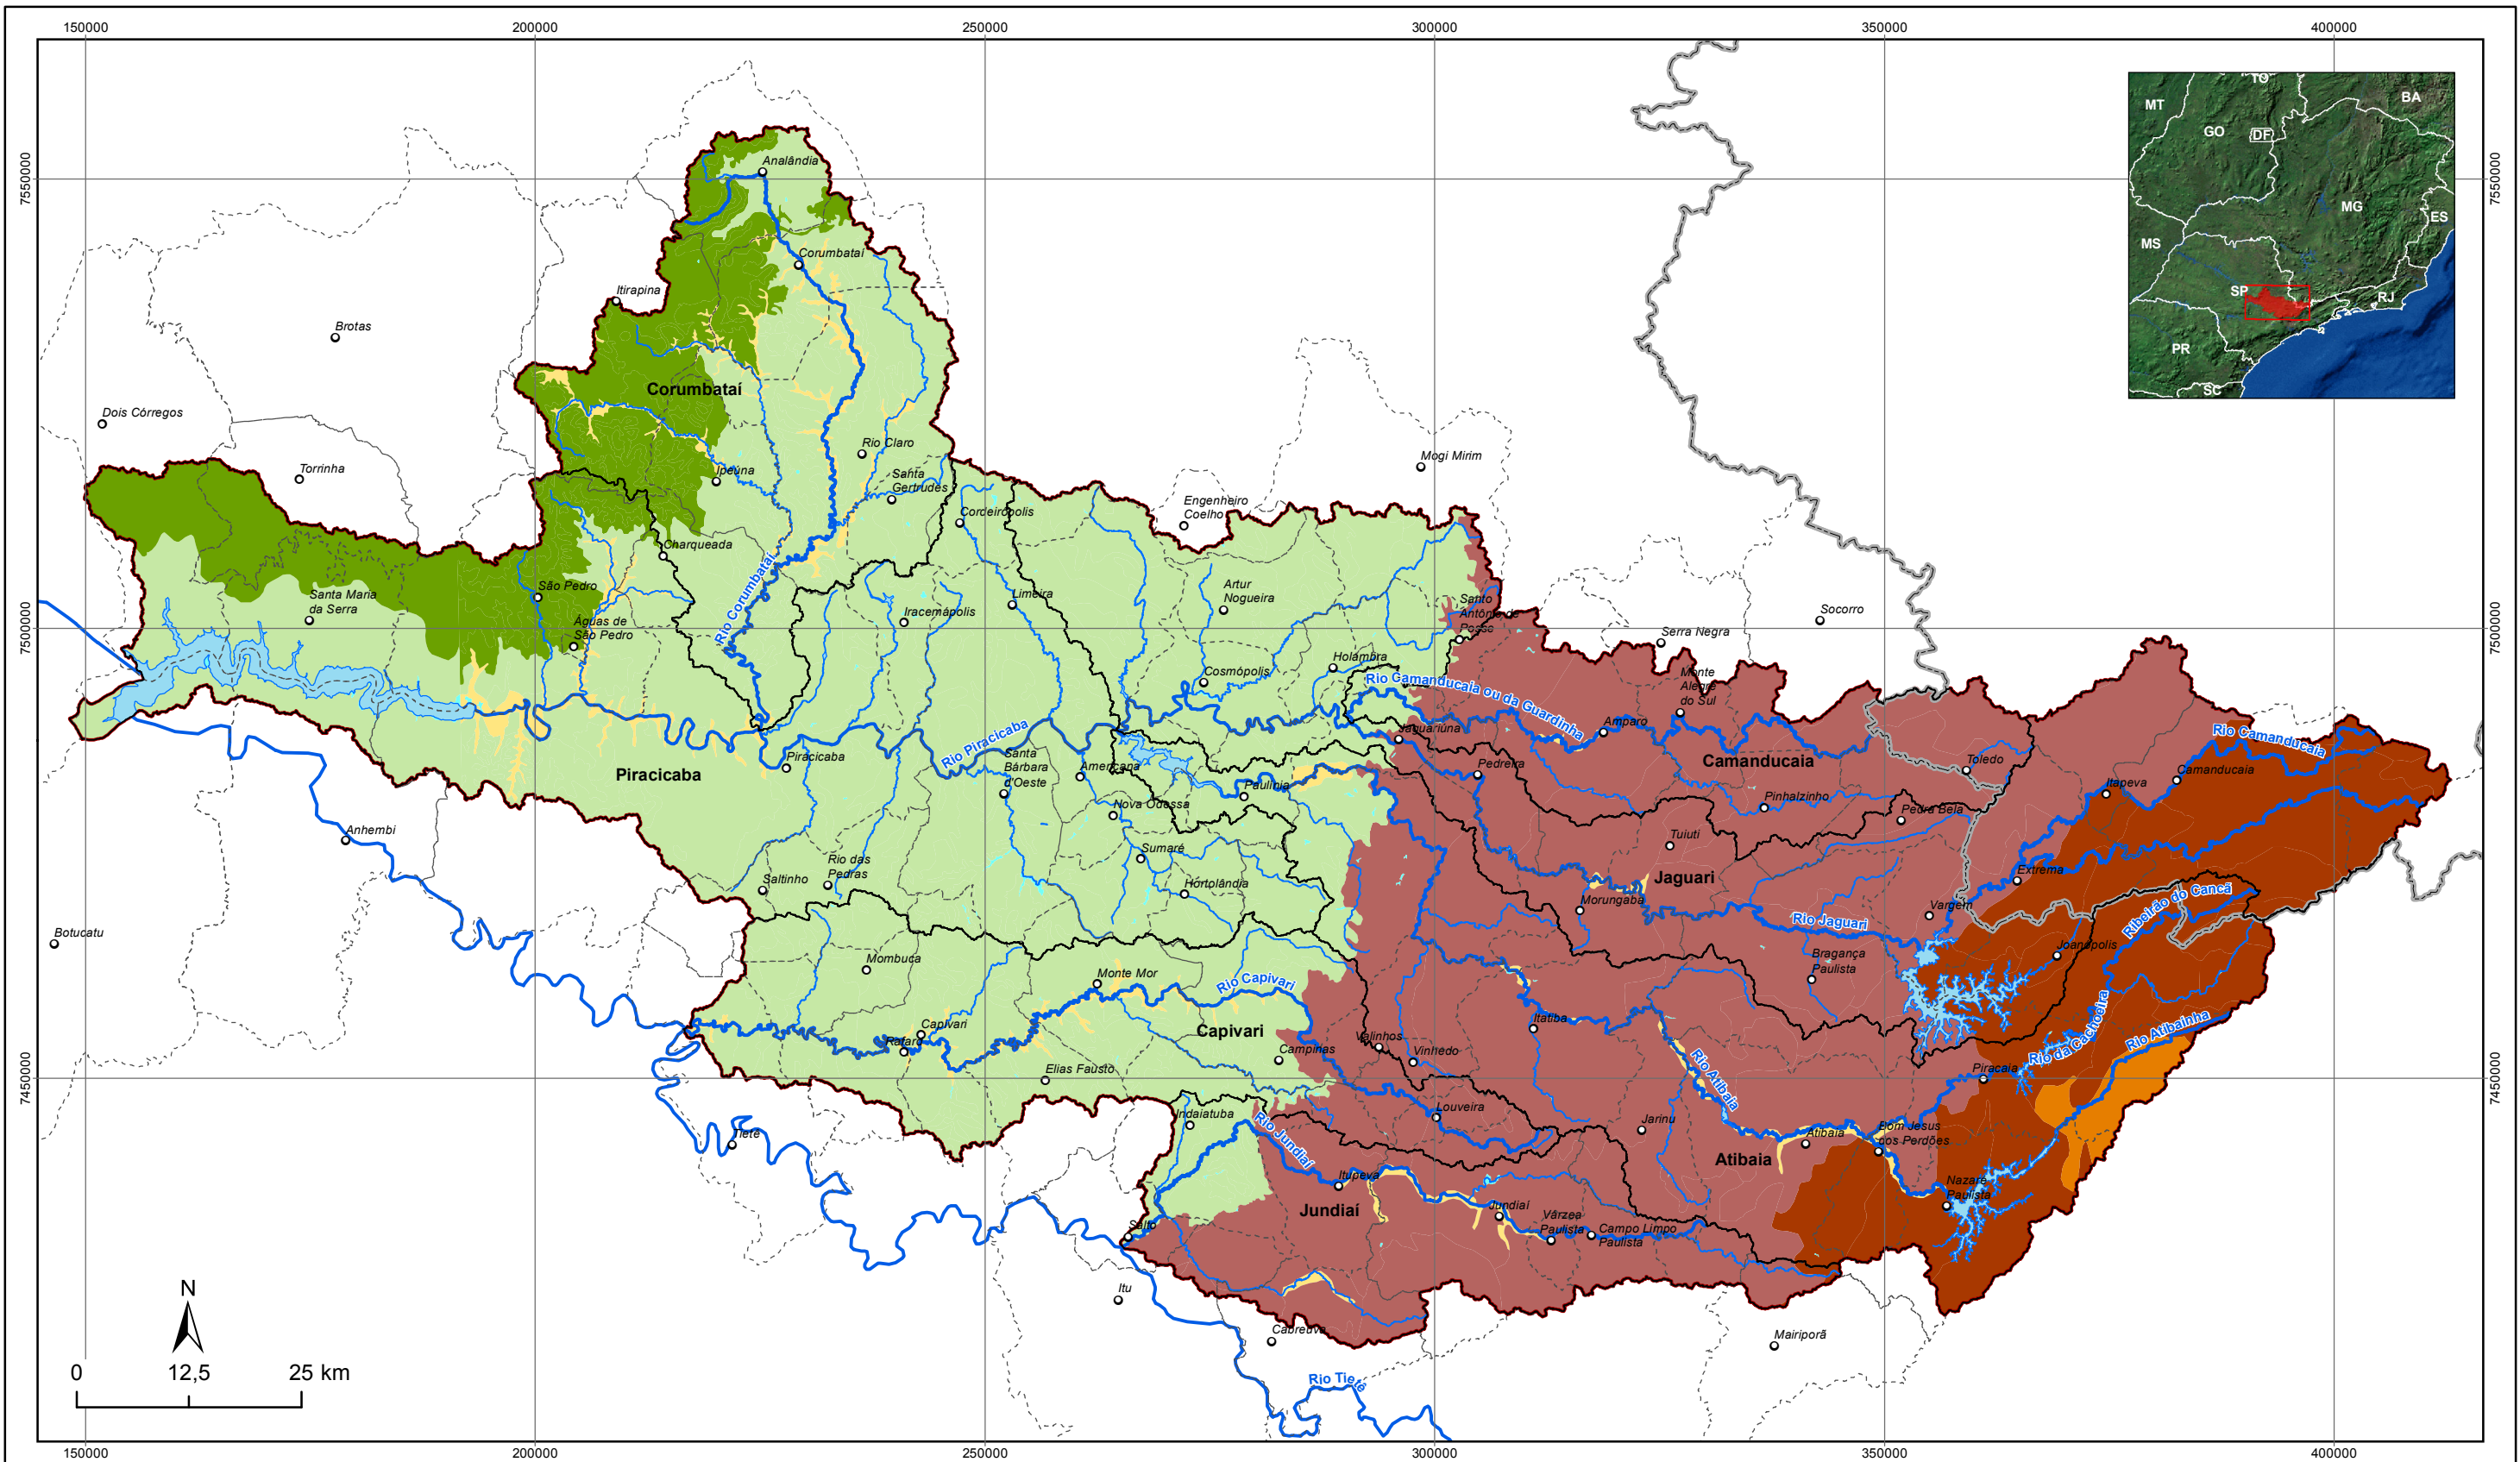 150000
200000
250000
300000
350000
400000
7550000
7550000
7500000
7500000
7450000
7450000
TO
MT
BA
GO
DF
MG
ES
MS
SP
RJ
PR
SC
Analândia
Corumbataí
Itirapina
Brotas
Corumbataí
Dois Córregos
Rio Claro
Torrinha
Ipeúna
Santa
Gertrudes
Mogi Mirim
Engenheiro
Coelho
Cordeirópolis
Charqueada
Rio Corumbataí
São Pedro
Santa Maria
da Serra
Águas de
São Pedro
Iracemápolis
Limeira
Artur
Nogueira
Santo
Antônio de
Posse
Socorro
Serra Negra
Holambra
Cosmópolis
Monte
Alegre
do Sul
Rio Camanducaia ou da Guardinha
Amparo
Jaguariúna
Rio Piracicaba
Piracicaba
Piracicaba
Santa
Bárbara
d'Oeste
Americana
Paulínia
Nova Odessa
Pedreira
Camanducaia
Pinhalzinho
Toledo
Pedra Bela
Rio Camanducaia
Camanducaia
Itapeva
Anhembi
Sumaré
Hortolândia
Saltinho
Rio das
Pedras
Tuiuti
Jaguari
Morungaba
Extrema
Vargem
Rio Jaguari
Ribeirão do Cancã
Botucatu
Mombuca
Monte Mor
Rio Capivari
Bragança
Paulista
Joanópolis
Capivari
Capivari
Rafard
Campinas
Valinhos
Vinhedo
Itatiba
Rio Atibaia
Rio da Cachoeira
Rio Atibainha
Piracaia
Elias Fausto
Indaiatuba
Louveira
Jarinu
Tietê
Rio Jundiaí
Atibaia
Atibaia
Bom Jesus
dos Perdões
Itupeva
Nazaré
Paulista
Jundiaí
Jundiaí
Várzea
Paulista
Campo Limpo
Paulista
Salto
Itu
Cabreúva
Mairiporã
Rio Tietê
N
0
12,5
25 km
150000
200000
250000
300000
350000
400000